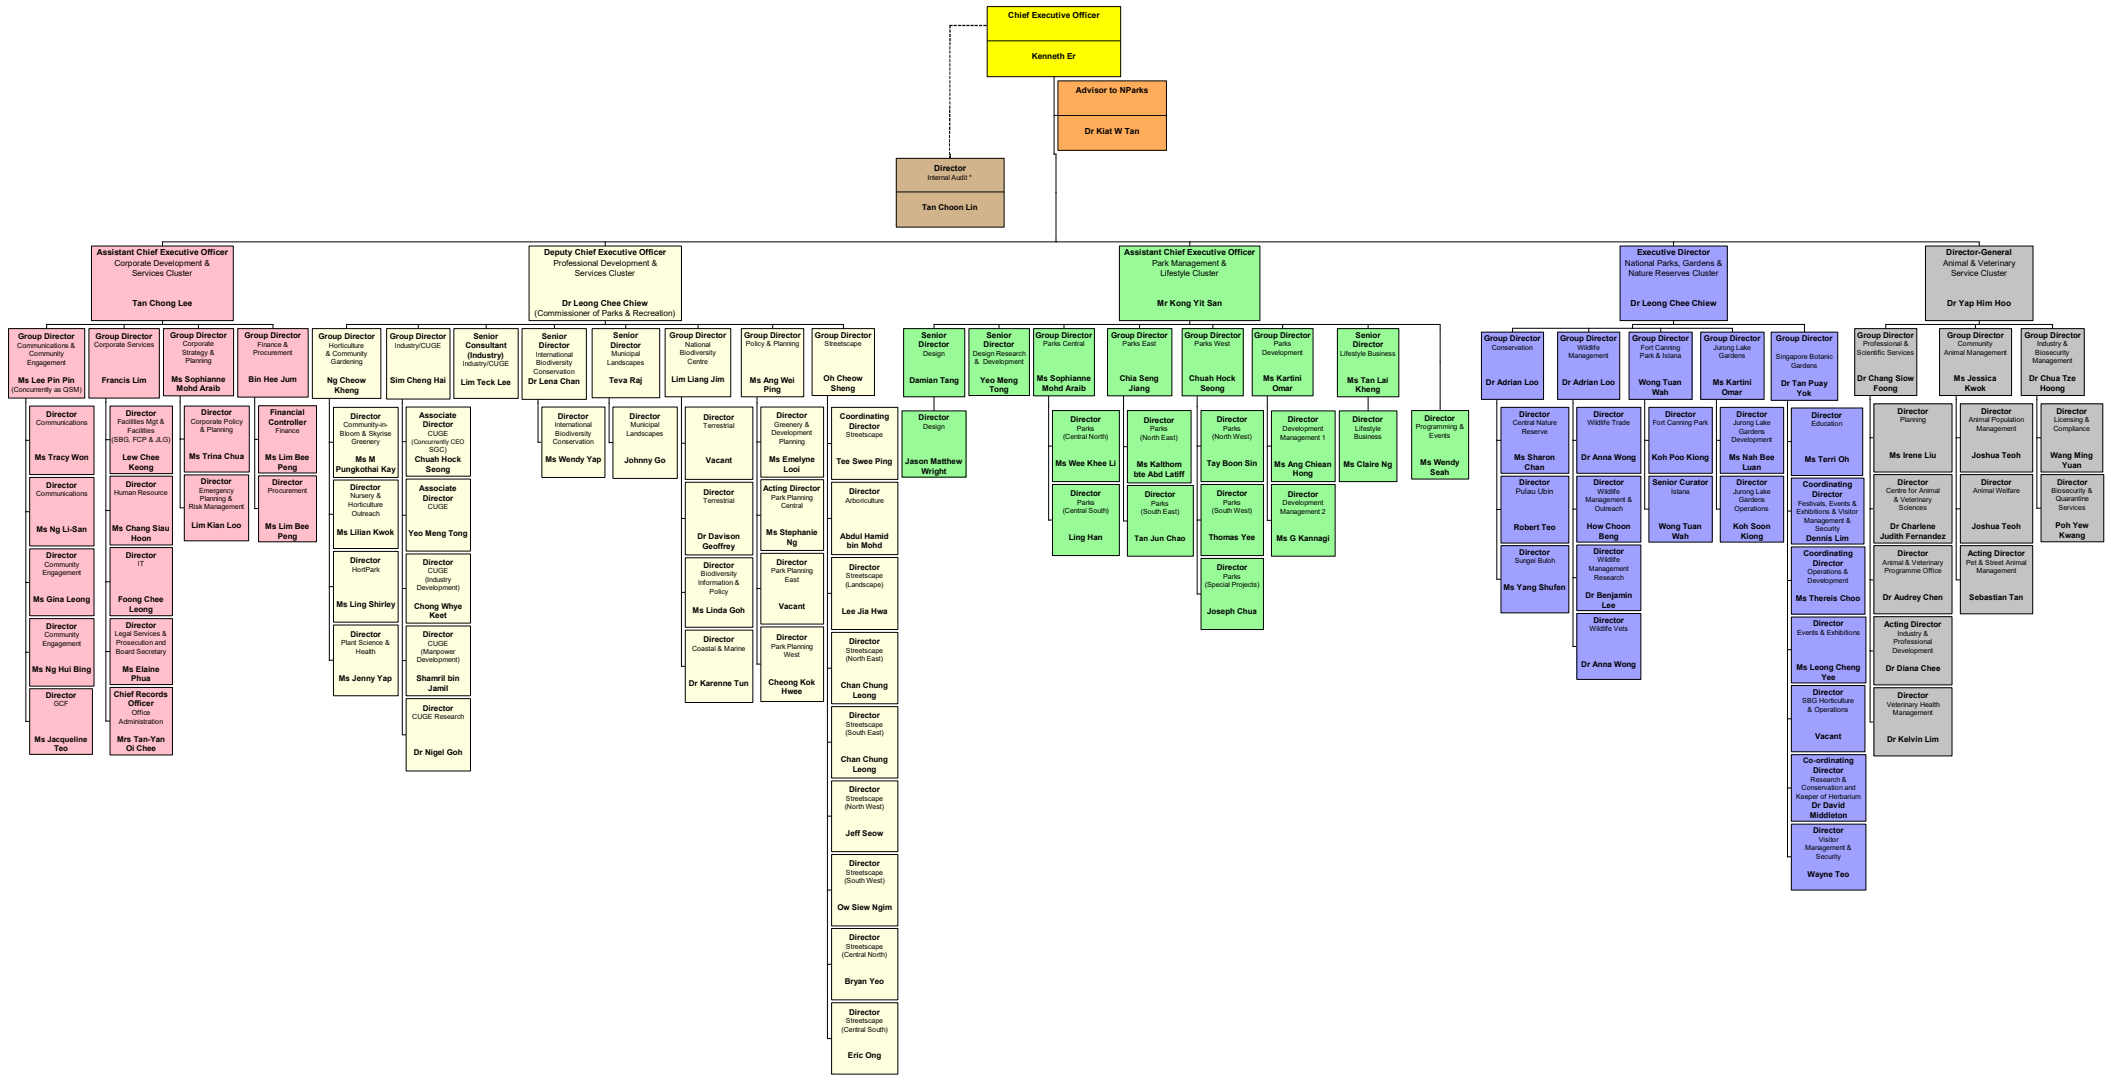 Chief Executive Officer
Kenneth Er
Advisor to NParks
Dr Kiat W Tan
Director
Internal Audit *
Tan Choon Lin
Assistant Chief Executive Officer
Corporate Development &
Services Cluster
Tan Chong Lee
Deputy Chief Executive Officer
Professional Development &
Services Cluster
Dr Leong Chee Chiew
(Commissioner of Parks & Recreation)
Assistant Chief Executive Officer
Park Management &
Lifestyle Cluster
Mr Kong Yit San
Executive Director
National Parks, Gardens &
Nature Reserves Cluster
Dr Leong Chee Chiew
Director-General
Animal & Veterinary
Service Cluster
Dr Yap Him Hoo
Group Director
Communications &
Community
Engagement
Ms Lee Pin Pin
(Concurrently as QSM)
Director
Communications
Ms Tracy Won
Director
Communications
Ms Ng Li-San
Director
Community
Engagement
Ms Gina Leong
Director
Community
Engagement
Ms Ng Hui Bing
Director
GCF
Ms Jacqueline
Teo
Group Director
Corporate Services
Francis Lim
Director
Facilities Mgt &
Facilities
(SBG, FCP & JLG)
Lew Chee
Keong
Director
Human Resource
Ms Chang Siau
Hoon
Director
IT
Foong Chee
Leong
Director
Legal Services &
Prosecution and
Board Secretary
Ms Elaine
Phua
Chief Records
Officer
Office
Administration
Mrs Tan-Yan
Oi Chee
Group Director
Corporate
Strategy &
Planning
Ms Sophianne
Mohd Araib
Director
Corporate Policy
& Planning
Ms Trina Chua
Director
Emergency
Planning &
Risk Management
Lim Kian Loo
Group Director
Finance &
Procurement
Bin Hee Jum
Financial
Controller
Finance
Ms Lim Bee
Peng
Director
Procurement
Ms Lim Bee
Peng
Group Director
Horticulture
& Community
Gardening
Ng Cheow
Kheng
Director
Community-in-
Bloom & Skyrise
Greenery
Ms M
Pungkothai Kay
Director
Nursery &
Horticulture
Outreach
Ms Lilian Kwok
Director
HortPark
Ms Ling Shirley
Director
Plant Science &
Health
Ms Jenny Yap
Group Director
Industry/CUGE
Sim Cheng Hai
Associate
Director
CUGE
(Concurrently CEO
SGC)
Chuah Hock
Seong
Associate
Director
CUGE
Yeo Meng Tong
Director
CUGE
(Industry
Development)
Chong Whye
Keet
Director
CUGE
(Manpower
Development)
Shamril bin
Jamil
Director
CUGE Research
Dr Nigel Goh
Senior
Consultant
(Industry)
Industry/CUGE
Lim Teck Lee
Senior
Director
International
Biodiversity
Conservation
Dr Lena Chan
Director
International
Biodiversity
Conservation
Ms Wendy Yap
Senior
Director
Municipal
Landscapes
Teva Raj
Director
Municipal
Landscapes
Johnny Go
Group Director
National
Biodiversity
Centre
Lim Liang Jim
Director
Terrestrial
Vacant
Director
Terrestrial
Dr Davison
Geoffrey
Director
Biodiversity
Information &
Policy
Ms Linda Goh
Director
Coastal & Marine
Dr Karenne Tun
Group Director
Policy & Planning
Ms Ang Wei
Ping
Director
Greenery &
Development
Planning
Ms Emelyne
Looi
Acting Director
Park Planning
Central
Ms Stephanie
Ng
Director
Park Planning
East
Vacant
Director
Park Planning
West
Cheong Kok
Hwee
Group Director
Streetscape
Oh Cheow
Sheng
Coordinating
Director
Streetscape
Tee Swee Ping
Director
Arboriculture
Abdul Hamid
bin Mohd
Director
Streetscape
(Landscape)
Lee Jia Hwa
Director
Streetscape
(North East)
Chan Chung
Leong
Director
Streetscape
(South East)
Chan Chung
Leong
Director
Streetscape
(North West)
Jeff Seow
Director
Streetscape
(South West)
Ow Siew Ngim
Director
Streetscape
(Central North)
Bryan Yeo
Director
Streetscape
(Central South)
Eric Ong
Senior
Director
Design
Damian Tang
Director
Design
Jason Matthew
Wright
Senior
Director
Design Research
& Development
Yeo Meng
Tong
Group Director
Parks Central
Ms Sophianne
Mohd Araib
Director
Parks
(Central North)
Ms Wee Khee Li
Director
Parks
(Central South)
Ling Han
Group Director
Parks East
Chia Seng
Jiang
Director
Parks
(North East)
Ms Kalthom
bte Abd Latiff
Director
Parks
(South East)
Tan Jun Chao
Group Director
Parks West
Chuah Hock
Seong
Director
Parks
(North West)
Tay Boon Sin
Director
Parks
(South West)
Thomas Yee
Director
Parks
(Special Projects)
Joseph Chua
Group Director
Parks
Development
Ms Kartini
Omar
Director
Development
Management 1
Ms Ang Chiean
Hong
Director
Development
Management 2
Ms G Kannagi
Senior
Director
Lifestyle Business
Ms Tan Lai
Kheng
Director
Lifestyle
Business
Ms Claire Ng
Director
Programming &
Events
Ms Wendy
Seah
Group Director
Conservation
Dr Adrian Loo
Director
Central Nature
Reserve
Ms Sharon
Chan
Director
Pulau Ubin
Robert Teo
Director
Sungei Buloh
Ms Yang Shufen
Group Director
Wildlife
Management
Dr Adrian Loo
Director
Wildlife Trade
Dr Anna Wong
Director
Wildlife
Management &
Outreach
How Choon
Beng
Director
Wildlife
Management
Research
Dr Benjamin
Lee
Director
Wildlife Vets
Dr Anna Wong
Group Director
Fort Canning
Park & Istana
Wong Tuan
Wah
Director
Fort Canning Park
Koh Poo Kiong
Senior Curator
Istana
Wong Tuan
Wah
Group Director
Jurong Lake
Gardens
Ms Kartini
Omar
Director
Jurong Lake
Gardens
Development
Ms Nah Bee
Luan
Director
Jurong Lake
Gardens
Operations
Koh Soon
Kiong
Group Director
Singapore Botanic
Gardens
Dr Tan Puay
Yok
Director
Education
Ms Terri Oh
Coordinating
Director
Festivals, Events &
Exhibitions & Visitor
Management &
Security
Dennis Lim
Coordinating
Director
Operations &
Development
Ms Thereis Choo
Director
Events & Exhibitions
Ms Leong Cheng
Yee
Director
SBG Horticulture
& Operations
Vacant
Co-ordinating
Director
Research &
Conservation and
Keeper of Herbarium
Dr David
Middleton
Director
Visitor
Management &
Security
Wayne Teo
Group Director
Professional &
Scientific Services
Dr Chang Siow
Foong
Director
Planning
Ms Irene Liu
Director
Centre for Animal
& Veterinary
Sciences
Dr Charlene
Judith Fernandez
Director
Animal & Veterinary
Programme Office
Dr Audrey Chen
Acting Director
Industry &
Professional
Development
Dr Diana Chee
Director
Veterinary Health
Management
Dr Kelvin Lim
Group Director
Community
Animal Management
Ms Jessica
Kwok
Director
Animal Population
Management
Joshua Teoh
Director
Animal Welfare
Joshua Teoh
Acting Director
Pet & Street Animal
Management
Sebastian Tan
Group Director
Industry &
Biosecurity
Management
Dr Chua Tze
Hoong
Director
Licensing &
Compliance
Wang Ming
Yuan
Director
Biosecurity &
Quarantine
Services
Poh Yew
Kwang